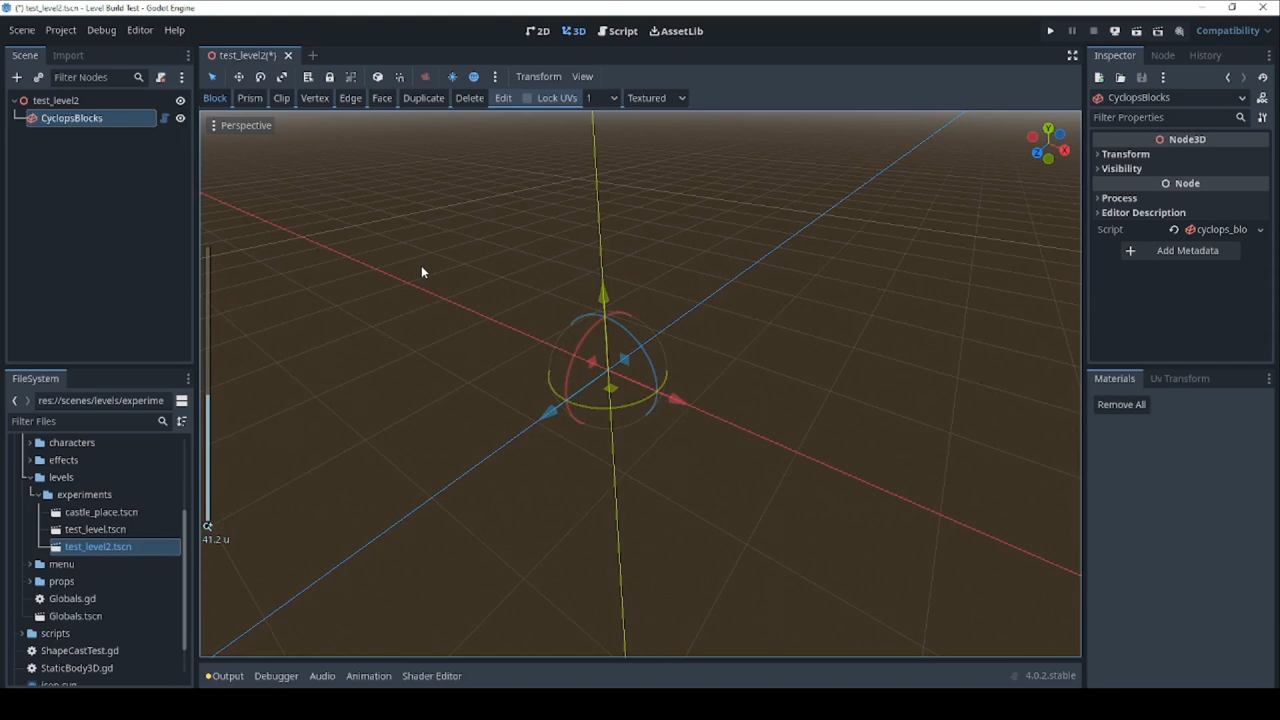 (*) test_level2.tscn - Level Build Test - Godot Engine
Scene Project Debug Editor Help
2D 3D Script AssetLib
Compatibility
Scene Import
test_level2(*)
Inspector Node History
Filter Nodes
Transform View
Block Prism Clip Vertex Edge Face Duplicate Delete Edit Lock UVs 1 Textured
test_level2
CyclopsBlocks
Perspective
Y
X
Z
41.2 u
CyclopsBlocks
Filter Properties
Node3D
Transform
Visibility
Node
Process
Editor Description
Script cyclops_blo
Add Metadata
FileSystem
res://scenes/levels/experime
Filter Files
characters
effects
levels
experiments
castle_place.tscn
test_level.tscn
test_level2.tscn
menu
props
Globals.gd
Globals.tscn
scripts
ShapeCastTest.gd
StaticBody3D.gd
icon.svg
Materials Uv Transform
Remove All
Output Debugger Audio Animation Shader Editor
4.0.2.stable